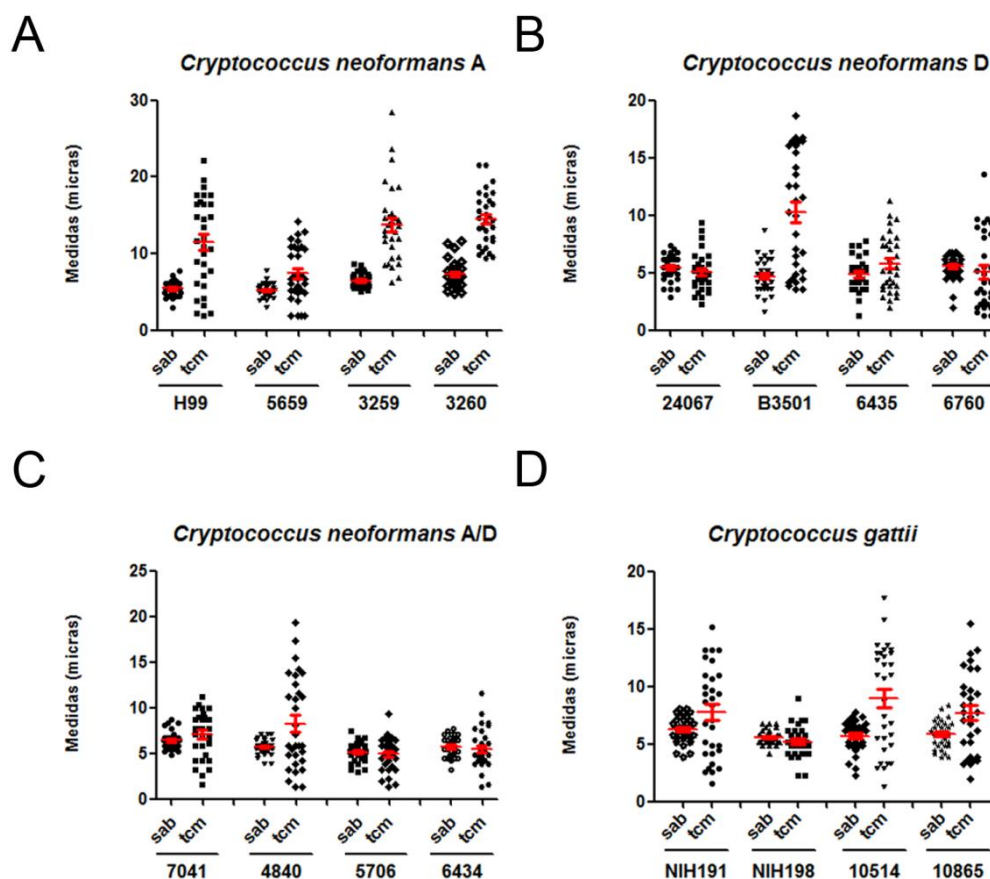 A
Cryptococcus neoformans A
Medidas (micras)
30
20
10
0
sab tcm sab tcm sab tcm sab tcm
H99 5659 3259 3260
B
Cryptococcus neoformans D
Medidas (micras)
20
15
10
5
0
sab tcm sab tcm sab tcm sab tcm
24067 B3501 6435 6760
C
Cryptococcus neoformans A/D
Medidas (micras)
25
20
15
10
5
0
sab tcm sab tcm sab tcm sab tcm
7041 4840 5706 6434
D
Cryptococcus gattii
Medidas (micras)
20
15
10
5
0
sab tcm sab tcm sab tcm sab tcm
NIH191 NIH198 10514 10865